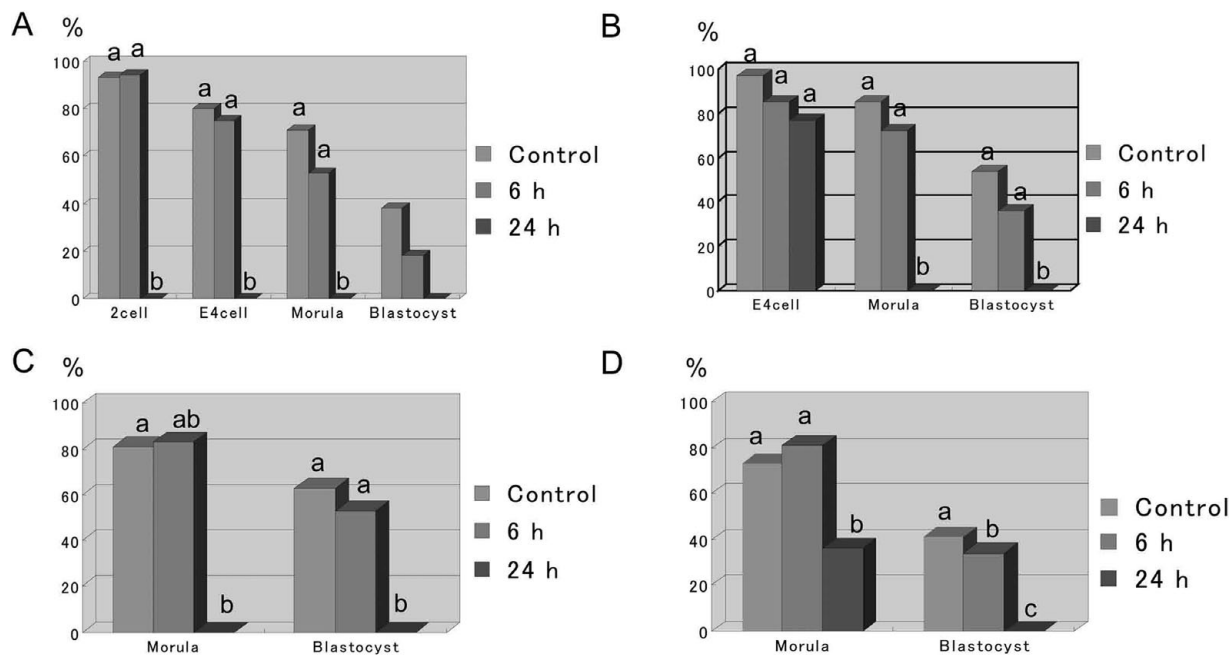 A
%
100
80
60
40
20
0
a a
b
a a
b
a a
b
2cell E4cell Morula Blastocyst
Control
6 h
24 h
B
%
100
80
60
40
20
0
a a a
a a
b
a a
b
E4cell Morula Blastocyst
Control
6 h
24 h
C
%
100
80
60
40
20
0
a ab
b
a a
b
Morula Blastocyst
Control
6 h
24 h
D
%
100
80
60
40
20
0
a a
b
a b
c
Morula Blastocyst
Control
6 h
24 h